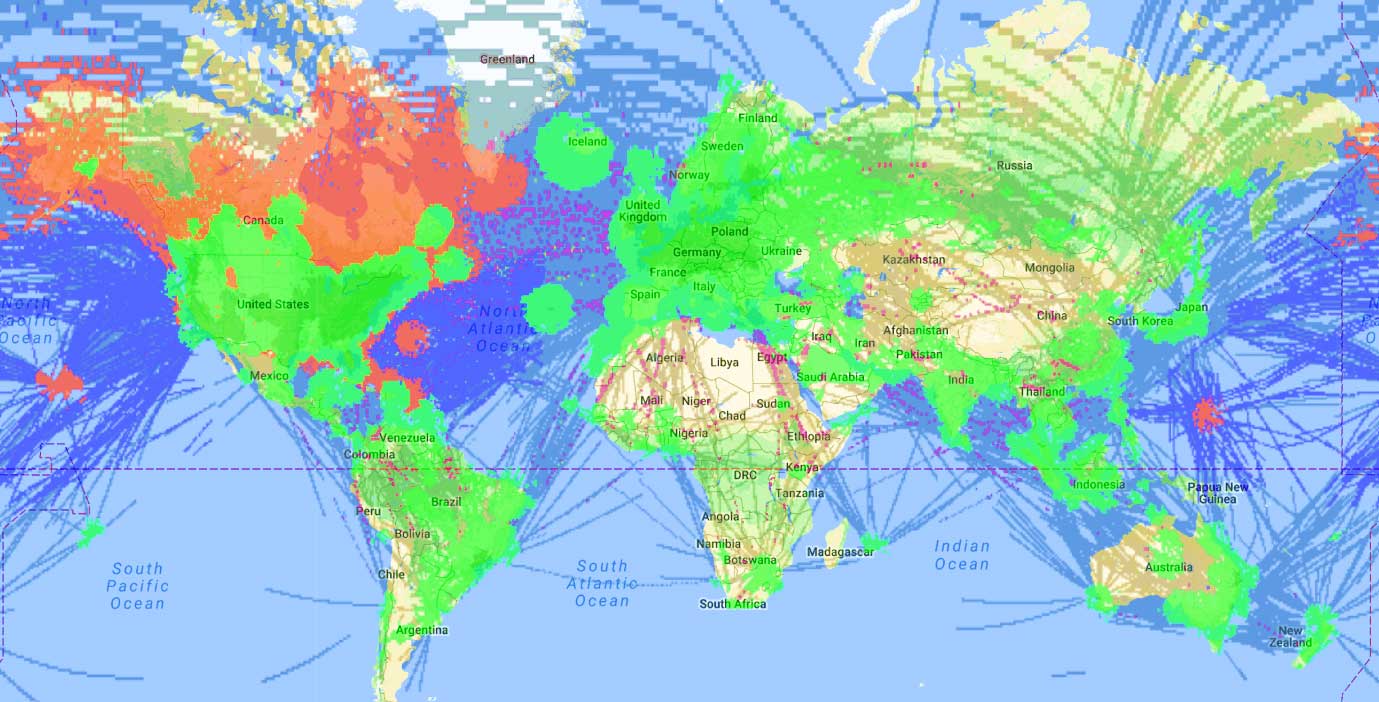 Greenland
Finland
Iceland
Sweden
Russia
Norway
United
Kingdom
Canada
Poland
Ukraine
Germany
Kazakhstan
Mongolia
France
Italy
Spain
United States
North
Pacific
Ocean
North
Atlantic
Ocean
Turkey
Japan
China
South Korea
Afghanistan
Iraq
Iran
Pakistan
Algeria
Libya
Egypt
Mexico
Saudi Arabia
India
Thailand
Mali
Niger
Sudan
Chad
Nigeria
Ethiopia
Venezuela
Colombia
Kenya
DRC
Indonesia
Papua New
Guinea
Brazil
Tanzania
Peru
Angola
Bolivia
Namibia
Madagascar
Botswana
Indian
Ocean
Australia
South
Pacific
Ocean
Chile
South
Atlantic
Ocean
South Africa
Argentina
New
Zealand